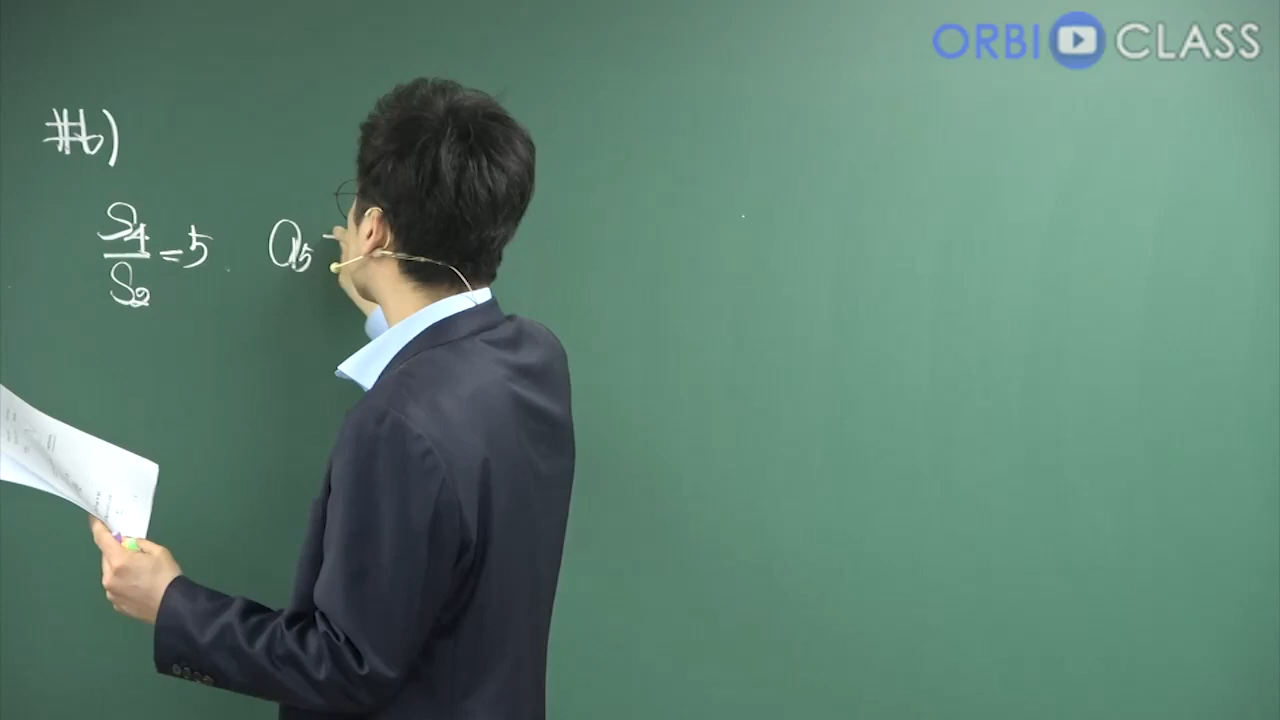 ORBI CLASS
#6)
S4/S2 = 5. a5 -